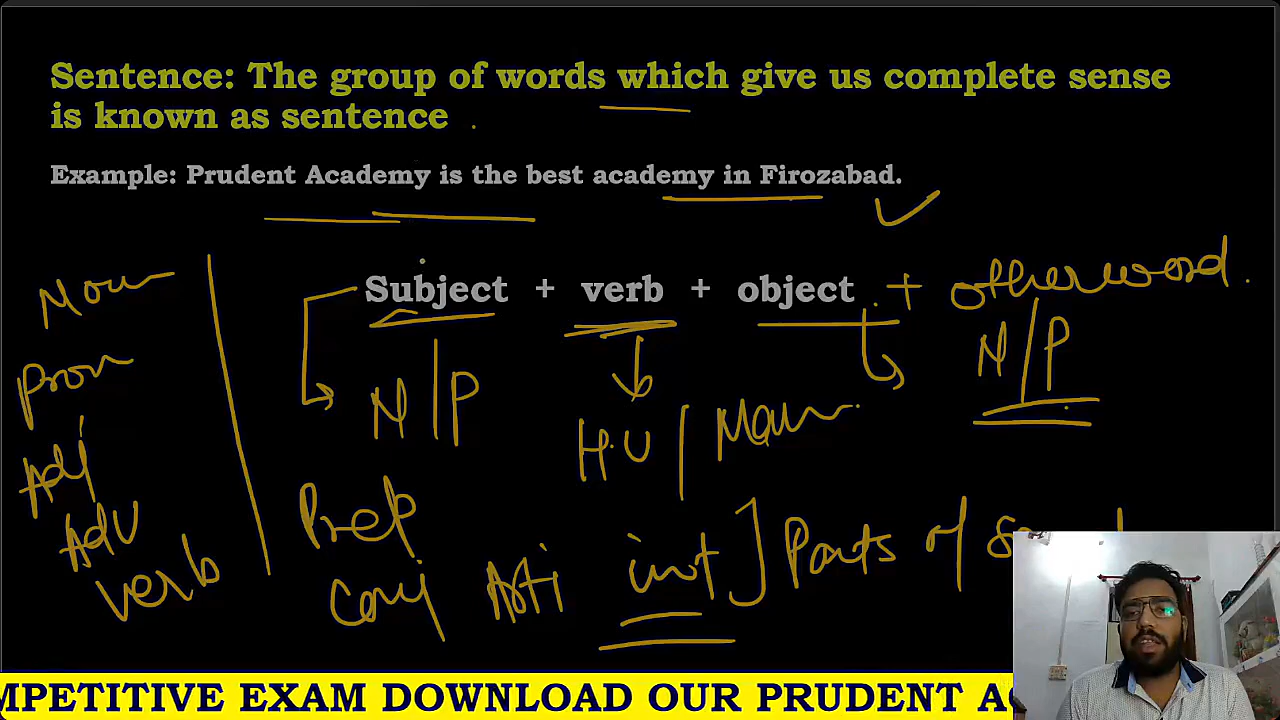 Sentence: The group of words which give us complete sense
is known as sentence
Example: Prudent Academy is the best academy in Firozabad.
Subject + verb + object . + otherword.
Noun
Pron
Adj
Adv
verb
N/P
H.V / Main
N/P
Prep
Conj Arti int ] Parts of
MPETITIVE EXAM DOWNLOAD OUR PRUDENT A